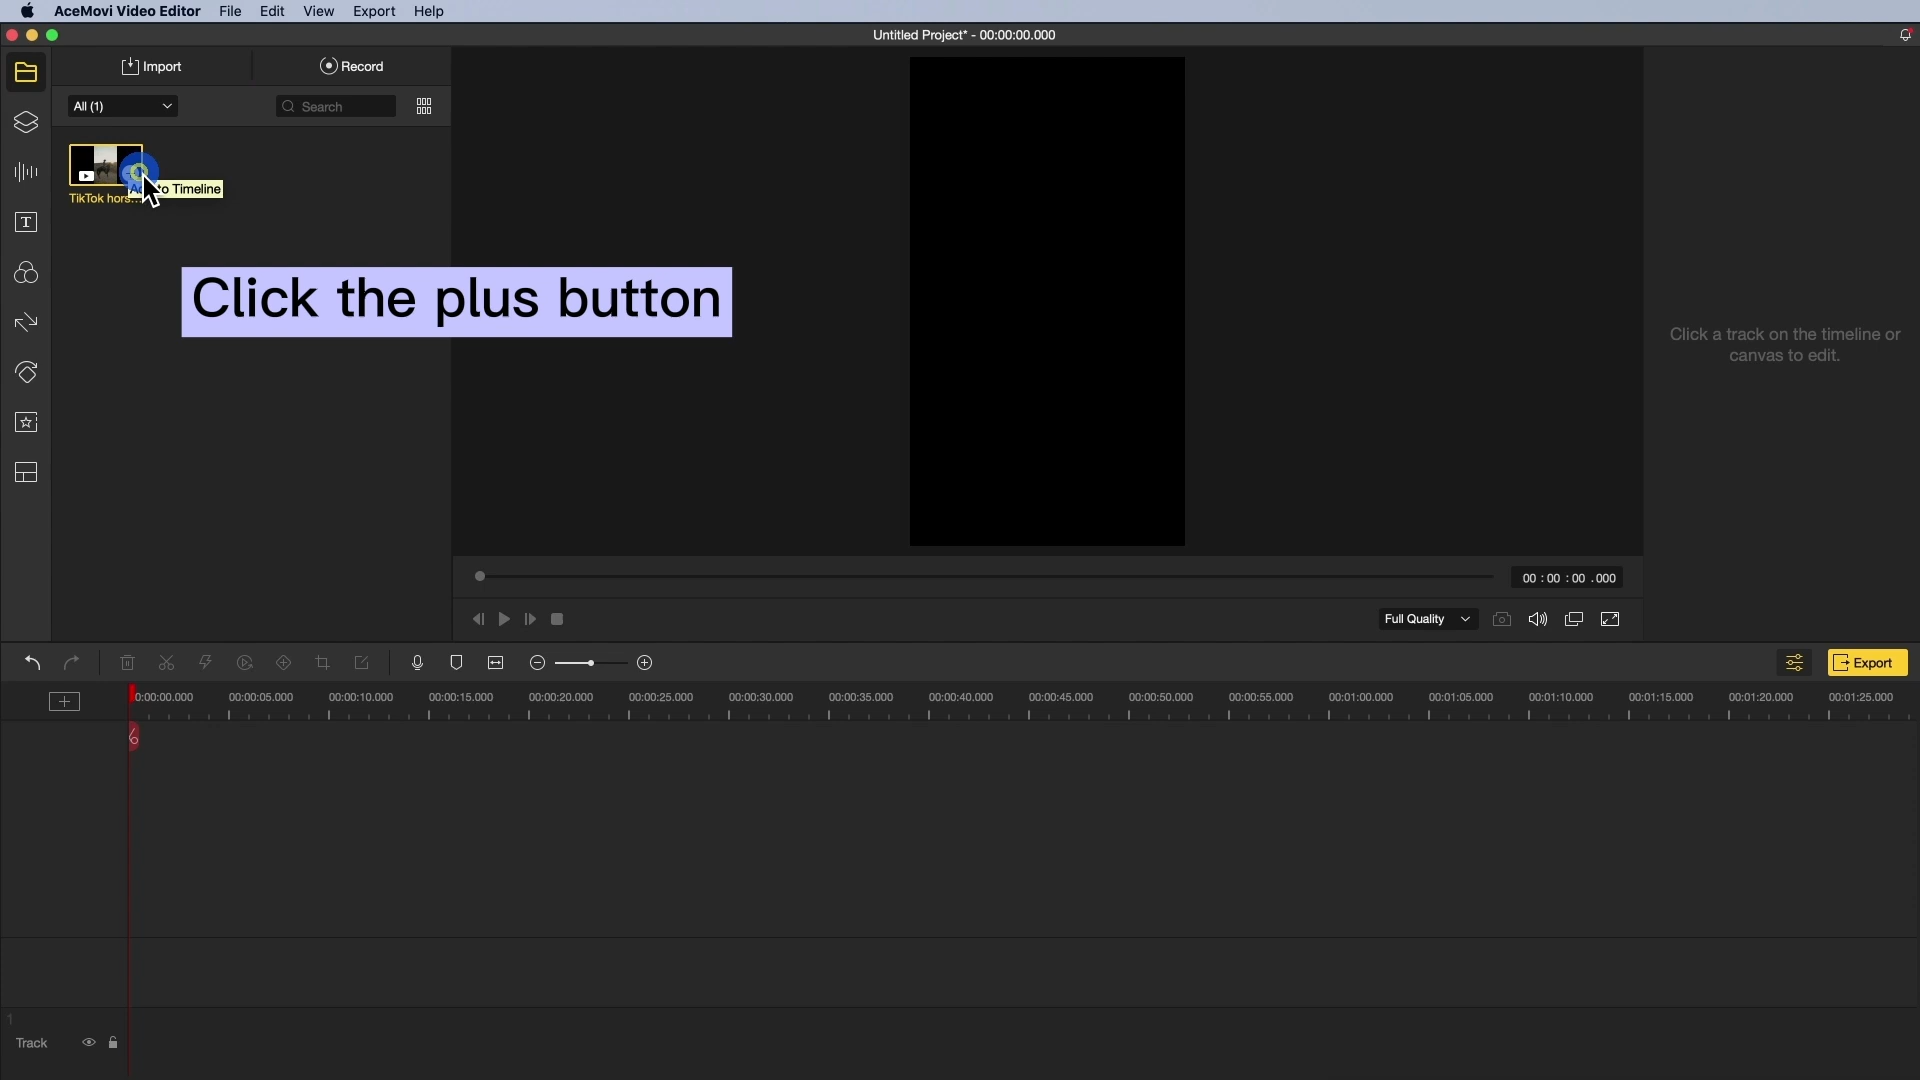 AceMovi Video Editor File Edit View Export Help
Untitled Project* - 00:00:00.000
Import Record
All (1) Search
to Timeline
TikTok hors...
Click the plus button
Click a track on the timeline or
canvas to edit.
00 : 00 : 00 .000
Full Quality
Export
0:00:00.000 00:00:05.000 00:00:10.000 00:00:15.000 00:00:20.000 00:00:25.000 00:00:30.000 00:00:35.000 00:00:40.000 00:00:45.000 00:00:50.000 00:00:55.000 00:01:00.000 00:01:05.000 00:01:10.000 00:01:15.000 00:01:20.000 00:01:25.000
1
Track